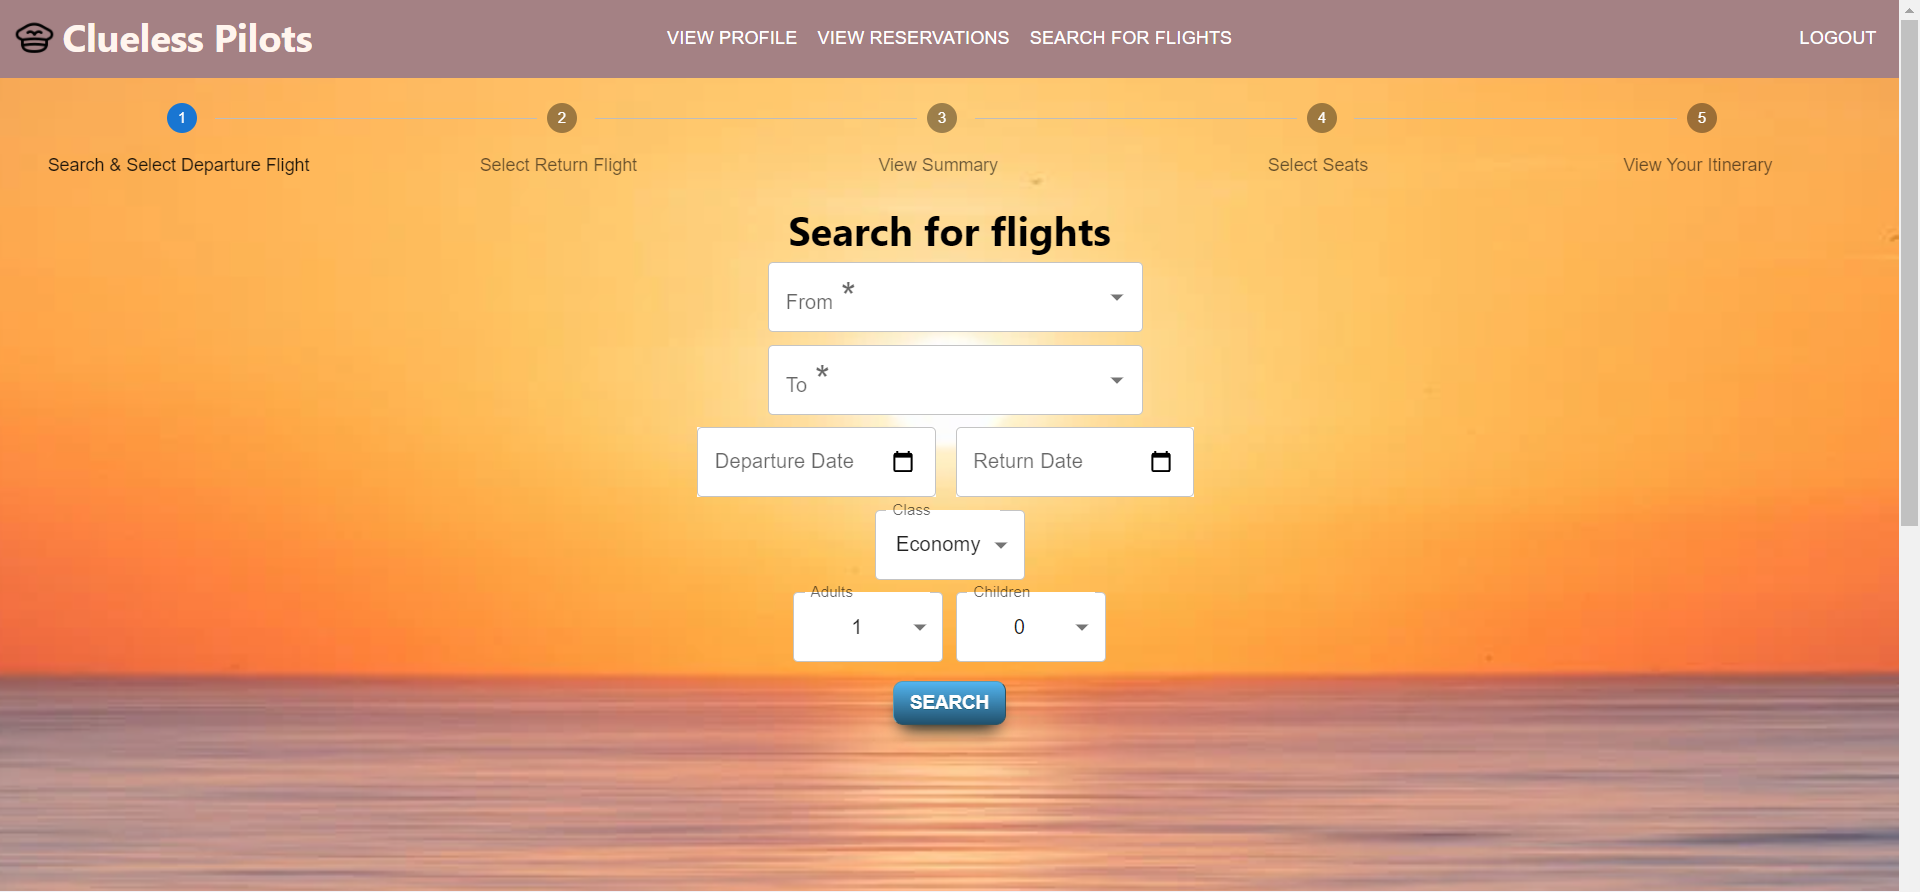 Clueless Pilots
VIEW PROFILE VIEW RESERVATIONS SEARCH FOR FLIGHTS
LOGOUT
1 2 3 4 5
Search & Select Departure Flight Select Return Flight View Summary Select Seats View Your Itinerary
Search for flights
From *
To *
Departure Date Return Date
Class
Economy
Adults Children
1 0
SEARCH